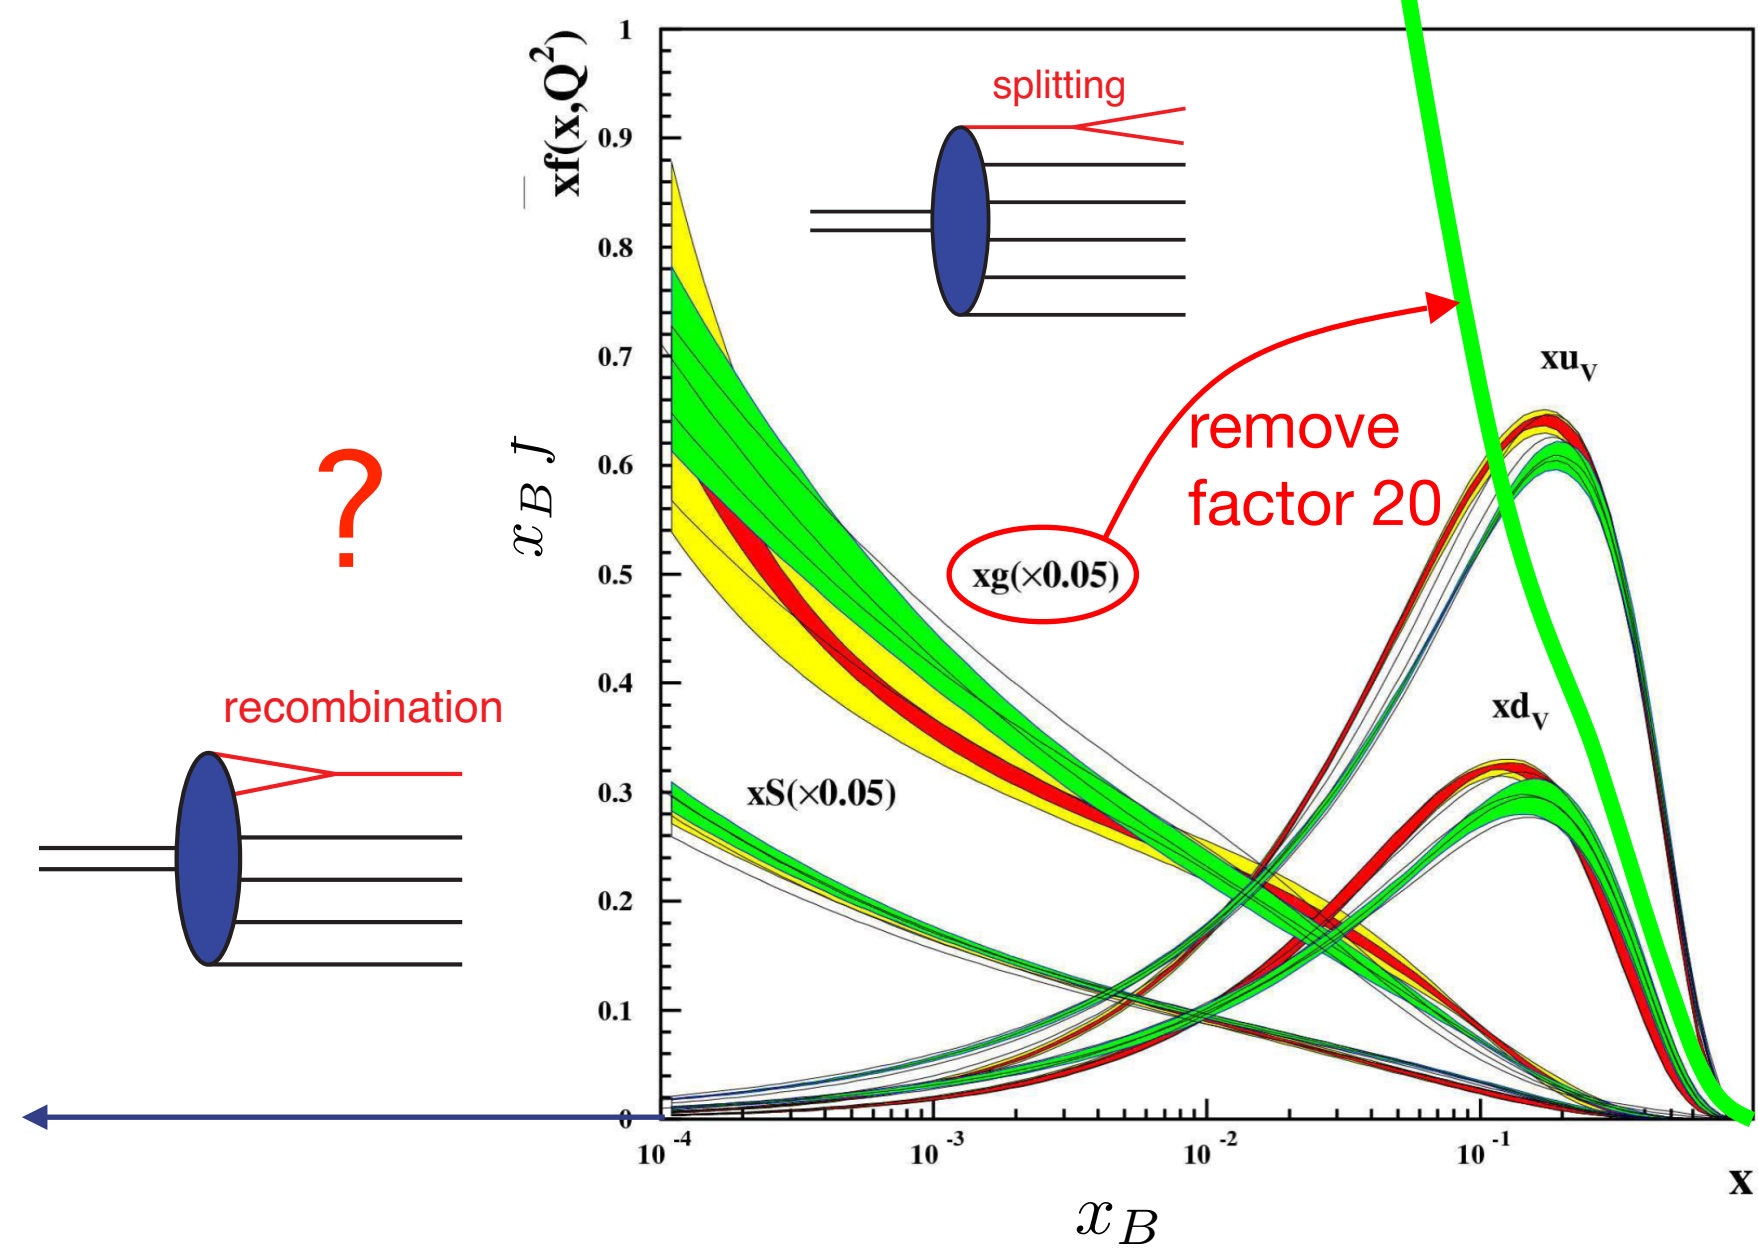 1
xf(x,Q²)
splitting
0.9
0.8
0.7
xu_V
remove
factor 20
0.6
x_B f
?
0.5
xg(×0.05)
0.4
recombination
xd_V
0.3
xS(×0.05)
0.2
0.1
0
10⁻⁴
10⁻³
10⁻²
10⁻¹
x
x_B